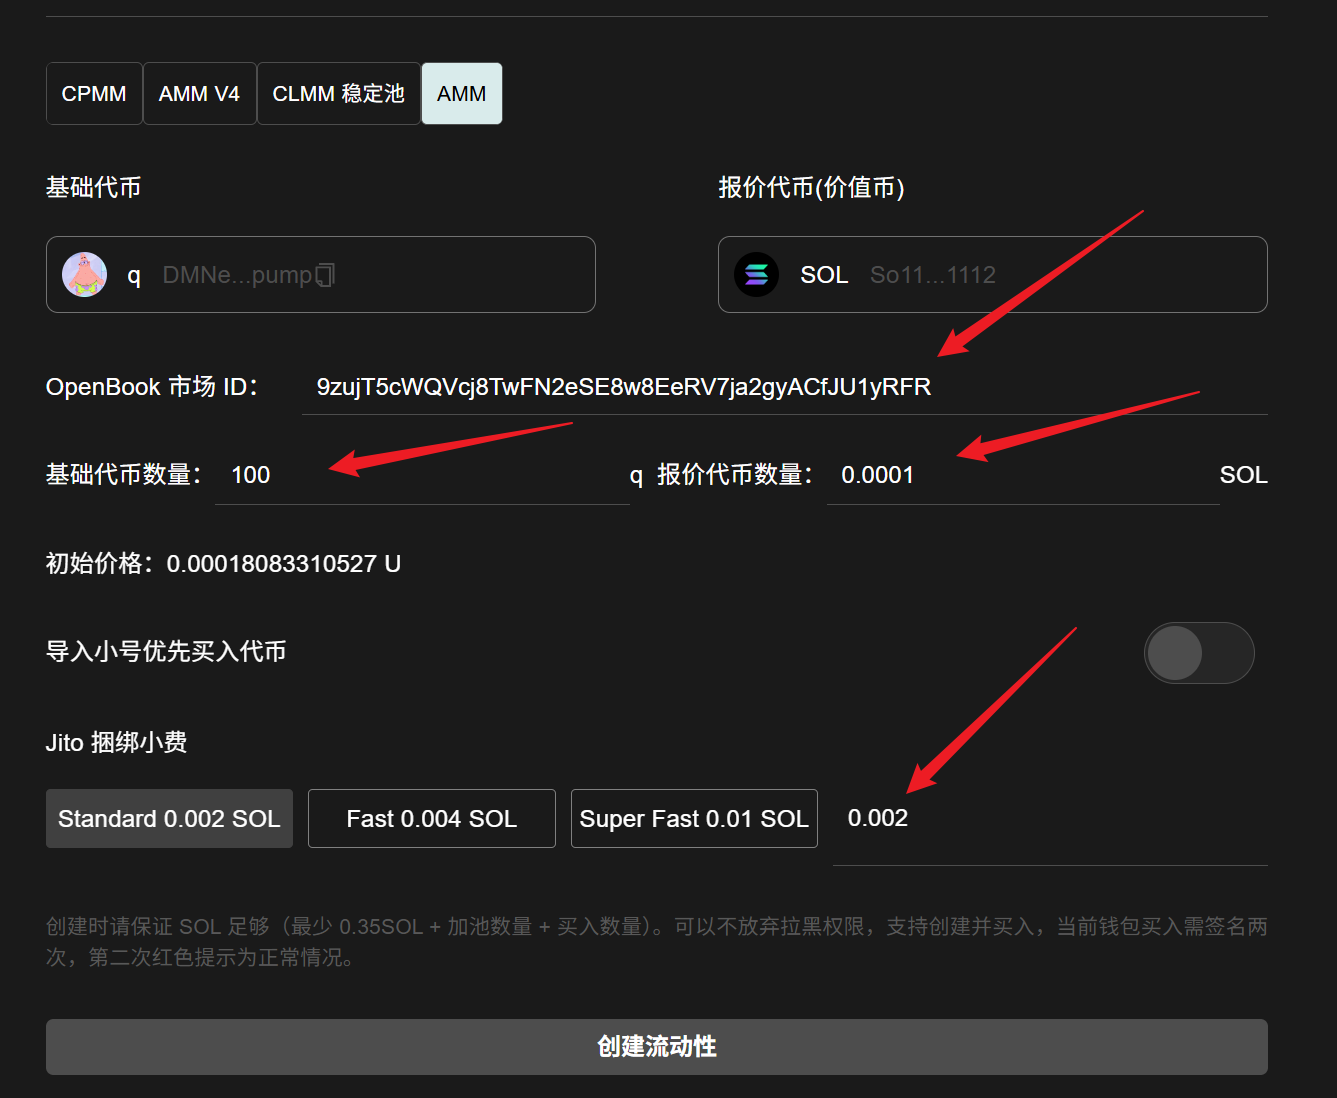 CPMM AMM V4 CLMM 稳定池 AMM
基础代币 报价代币(价值币)
q DMNe...pump SOL So11...1112
OpenBook 市场 ID： 9zujT5cWQVcj8TwFN2eSE8w8EeRV7ja2gyACfJU1yRFR
基础代币数量： 100 q 报价代币数量： 0.0001 SOL
初始价格：0.00018083310527 U
导入小号优先买入代币
Jito 捆绑小费
Standard 0.002 SOL Fast 0.004 SOL Super Fast 0.01 SOL 0.002
创建时请保证 SOL 足够（最少 0.35SOL + 加池数量 + 买入数量）。可以不放弃拉黑权限，支持创建并买入，当前钱包买入需签名两
次，第二次红色提示为正常情况。
创建流动性